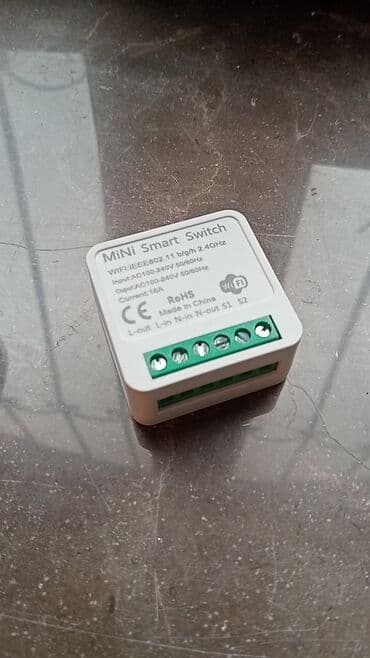 MiNi Smart Switch
WIFI:IEEE802.11 b/g/h 2.4GHz
Input:AC100-240V 50/60Hz
Output:AC100-240V 50/60Hz
Current:16A
CE RoHS
Made in China
WiFi
L-out L-in N-in N-out S1 S2